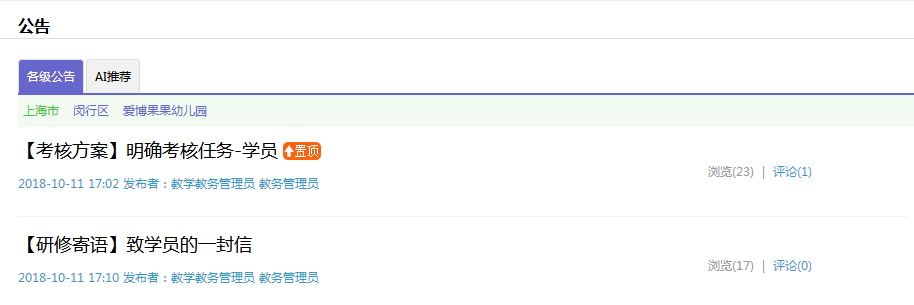 公告
各级公告 AI推荐
上海市 闵行区 爱博果果幼儿园
【考核方案】明确考核任务-学员 置顶
浏览(23) | 评论(1)
2018-10-11 17:02 发布者：教学教务管理员 教务管理员
【研修寄语】致学员的一封信
浏览(17) | 评论(0)
2018-10-11 17:10 发布者：教学教务管理员 教务管理员